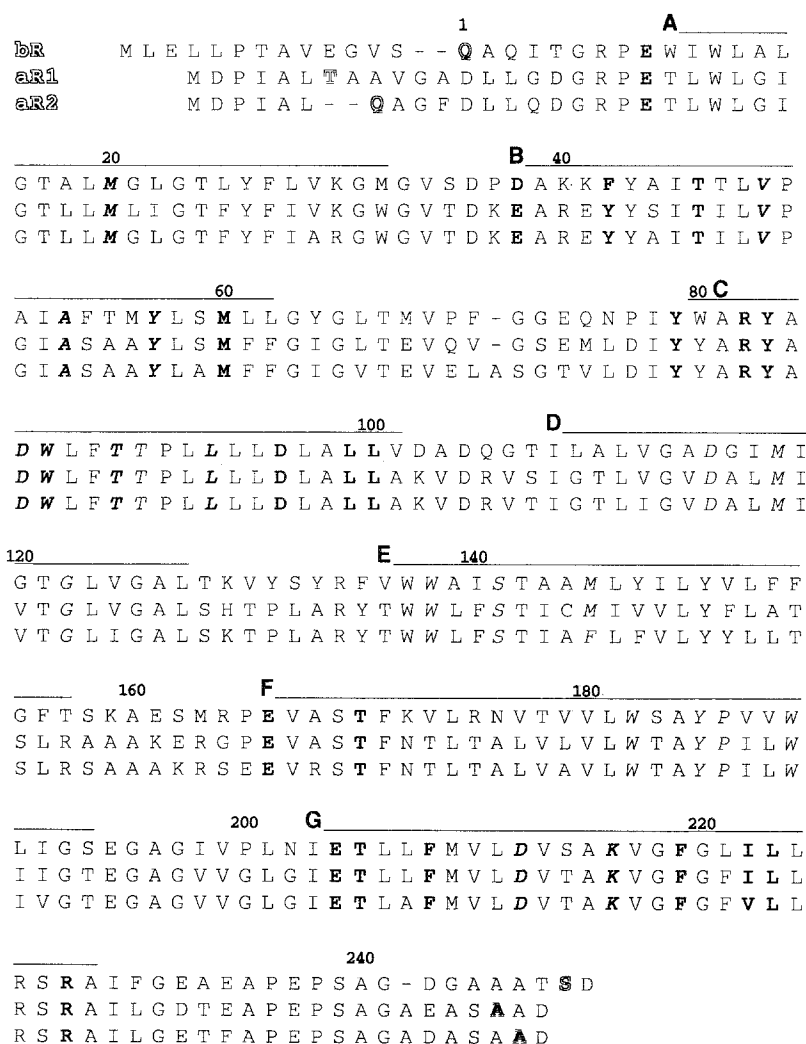 1 A
bR M L E L L P T A V E G V S - - Q A Q I T G R P E W I W L A L
aR1 M D P I A L T A A V G A D L L G D G R P E T L W L G I
aR2 M D P I A L - - Q A G F D L L Q D G R P E T L W L G I
20 B 40
G T A L M G L G T L Y F L V K G M G V S D P D A K K F Y A I T T L V P
G T L L M L I G T F Y F I V K G W G V T D K E A R E Y Y S I T I L V P
G T L L M G L G T F Y F I A R G W G V T D K E A R E Y Y A I T I L V P
60 80 C
A I A F T M Y L S M L L G Y G L T M V P F - G G E Q N P I Y W A R Y A
G I A S A A Y L S M F F G I G L T E V Q V - G S E M L D I Y Y A R Y A
G I A S A A Y L A M F F G I G V T E V E L A S G T V L D I Y Y A R Y A
100 D
D W L F T T P L L L L D L A L L V D A D Q G T I L A L V G A D G I M I
D W L F T T P L L L L D L A L L A K V D R V S I G T L V G V D A L M I
D W L F T T P L L L L D L A L L A K V D R V T I G T L I G V D A L M I
120 E 140
G T G L V G A L T K V Y S Y R F V W W A I S T A A M L Y I L Y V L F F
V T G L V G A L S H T P L A R Y T W W L F S T I C M I V V L Y F L A T
V T G L I G A L S K T P L A R Y T W W L F S T I A F L F V L Y Y L L T
160 F 180
G F T S K A E S M R P E V A S T F K V L R N V T V V L W S A Y P V V W
S L R A A A K E R G P E V A S T F N T L T A L V L V L W T A Y P I L W
S L R S A A A K R S E E V R S T F N T L T A L V A V L W T A Y P I L W
200 G 220
L I G S E G A G I V P L N I E T L L F M V L D V S A K V G F G L I L L
I I G T E G A G V V G L G I E T L L F M V L D V T A K V G F G F I L L
I V G T E G A G V V G L G I E T L A F M V L D V T A K V G F G F V L L
240
R S R A I F G E A E A P E P S A G - D G A A A T S D
R S R A I L G D T E A P E P S A G A E A S A A D
R S R A I L G E T F A P E P S A G A D A S A A D